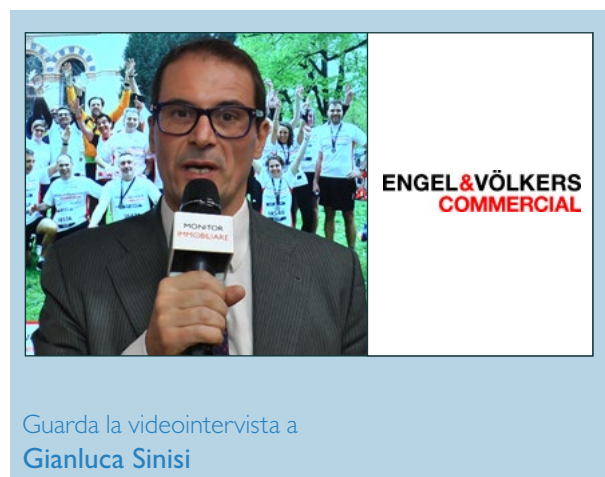 MONITOR
IMMOBILIARE
ENGEL&VÖLKERS
COMMERCIAL
Guarda la videointervista a
Gianluca Sinisi